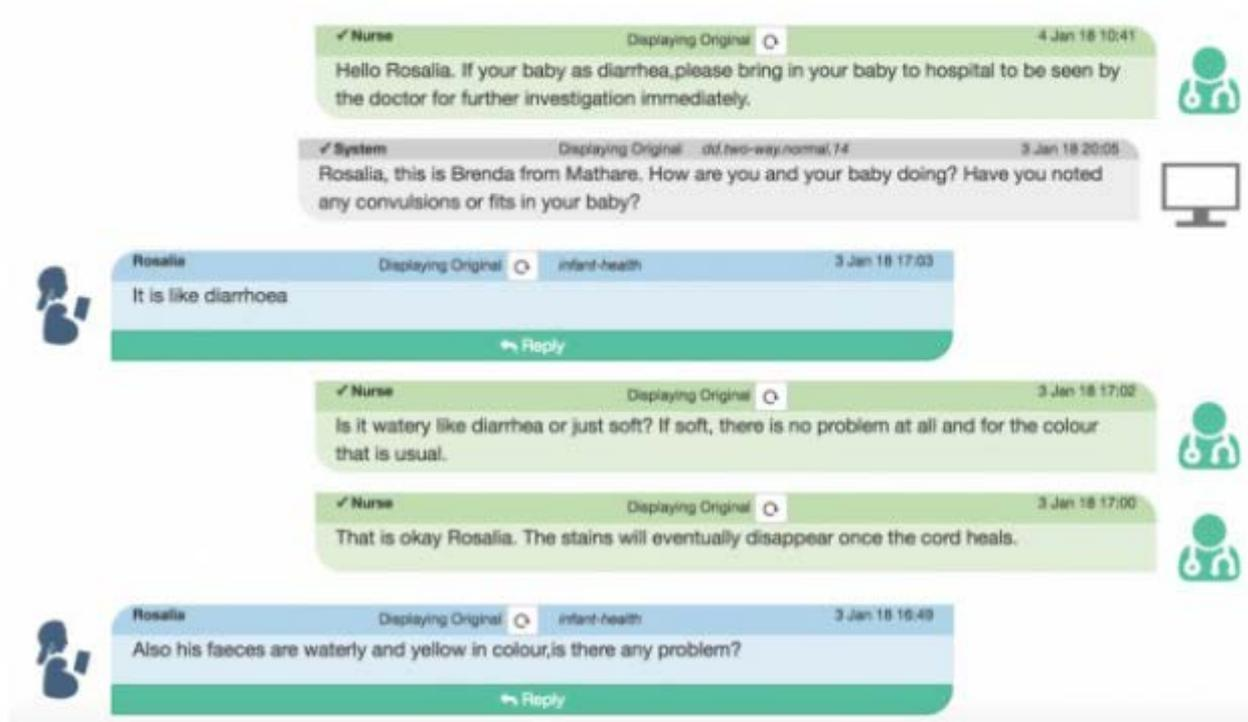 ✓ Nurse Displaying Original 4 Jan 18 10:41
Hello Rosalia. If your baby as diarrhea,please bring in your baby to hospital to be seen by
the doctor for further investigation immediately.
✓ System Displaying Original dd.two-way.normal.14 3 Jan 18 20:05
Rosalia, this is Brenda from Mathare. How are you and your baby doing? Have you noted
any convulsions or fits in your baby?
Rosalia Displaying Original infant-health 3 Jan 18 17:03
It is like diarrhoea
Reply
✓ Nurse Displaying Original 3 Jan 18 17:02
Is it watery like diarrhea or just soft? If soft, there is no problem at all and for the colour
that is usual.
✓ Nurse Displaying Original 3 Jan 18 17:00
That is okay Rosalia. The stains will eventually disappear once the cord heals.
Rosalia Displaying Original infant-health 3 Jan 18 16:49
Also his faeces are waterly and yellow in colour,is there any problem?
Reply